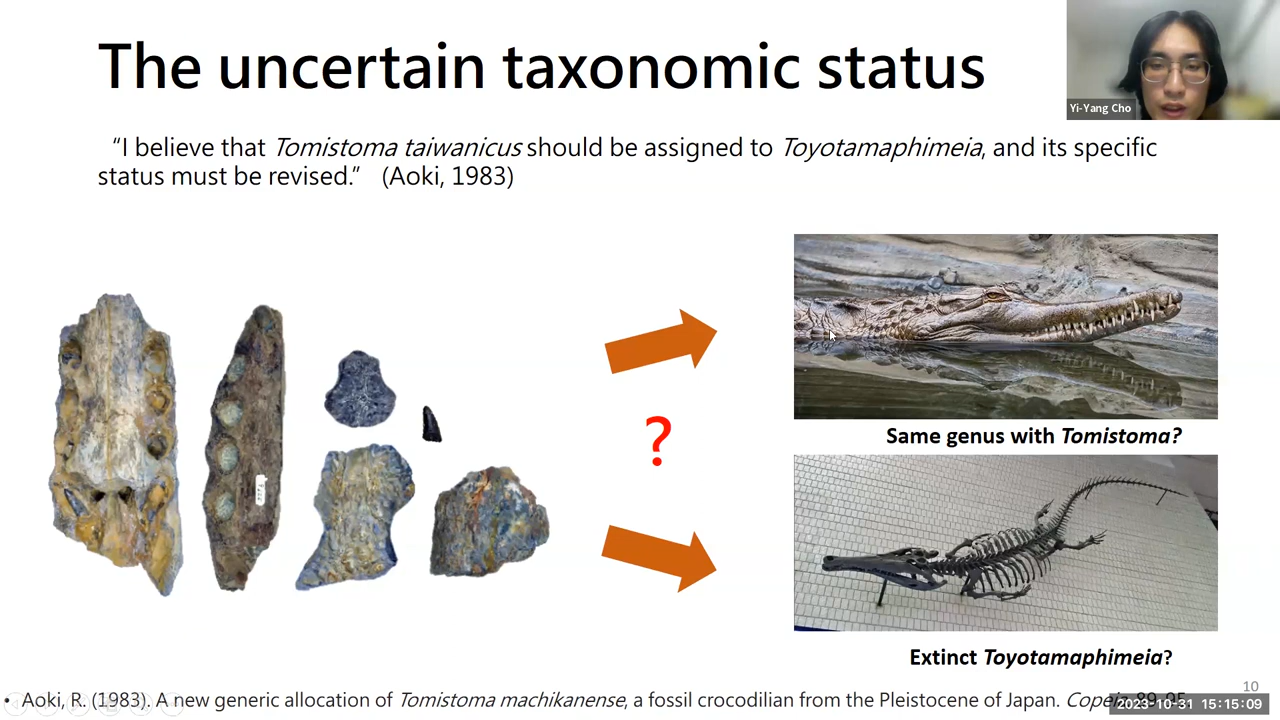 The uncertain taxonomic status
Yi-Yang Cho
“I believe that Tomistoma taiwanicus should be assigned to Toyotamaphimeia, and its specific
status must be revised.” (Aoki, 1983)
?
Same genus with Tomistoma?
Extinct Toyotamaphimeia?
10
• Aoki, R. (1983). A new generic allocation of Tomistoma machikanense, a fossil crocodilian from the Pleistocene of Japan. Copeia, 89-95.
2023-10-31 15:15:09